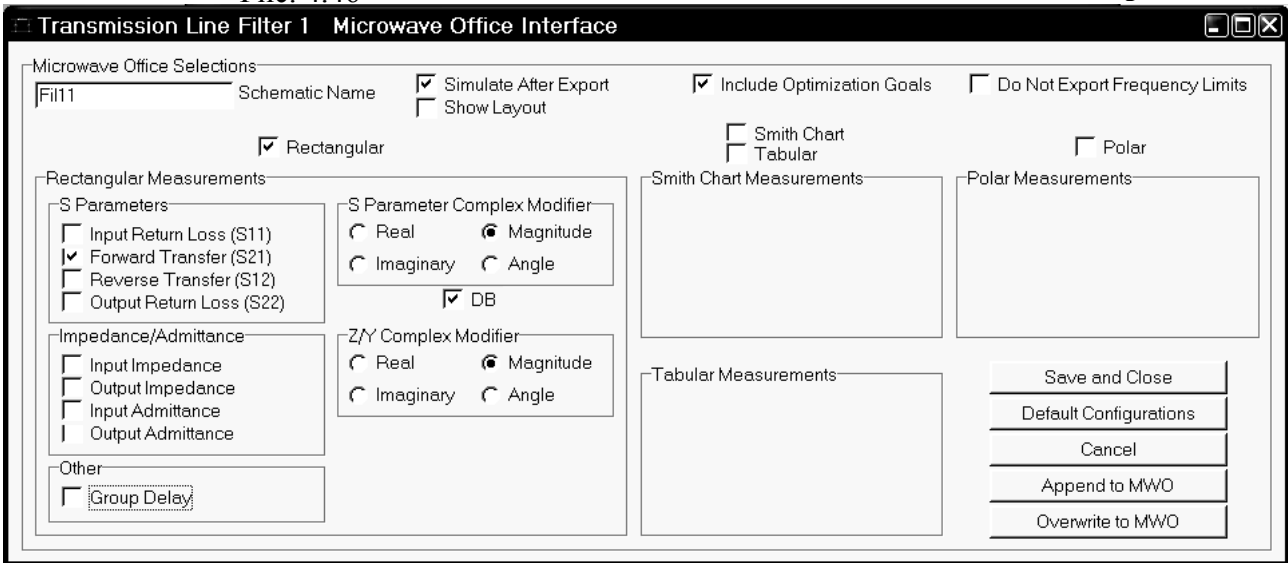 Transmission Line Filter 1 Microwave Office Interface
Microwave Office Selections
Fil11 Schematic Name
Simulate After Export
Show Layout
Include Optimization Goals
Do Not Export Frequency Limits
Rectangular
Smith Chart
Tabular
Polar
Rectangular Measurements
S Parameters
Input Return Loss (S11)
Forward Transfer (S21)
Reverse Transfer (S12)
Output Return Loss (S22)
S Parameter Complex Modifier
Real Magnitude
Imaginary Angle
DB
Impedance/Admittance
Input Impedance
Output Impedance
Input Admittance
Output Admittance
Z/Y Complex Modifier
Real Magnitude
Imaginary Angle
Other
Group Delay
Smith Chart Measurements
Polar Measurements
Tabular Measurements
Save and Close
Default Configurations
Cancel
Append to MWO
Overwrite to MWO